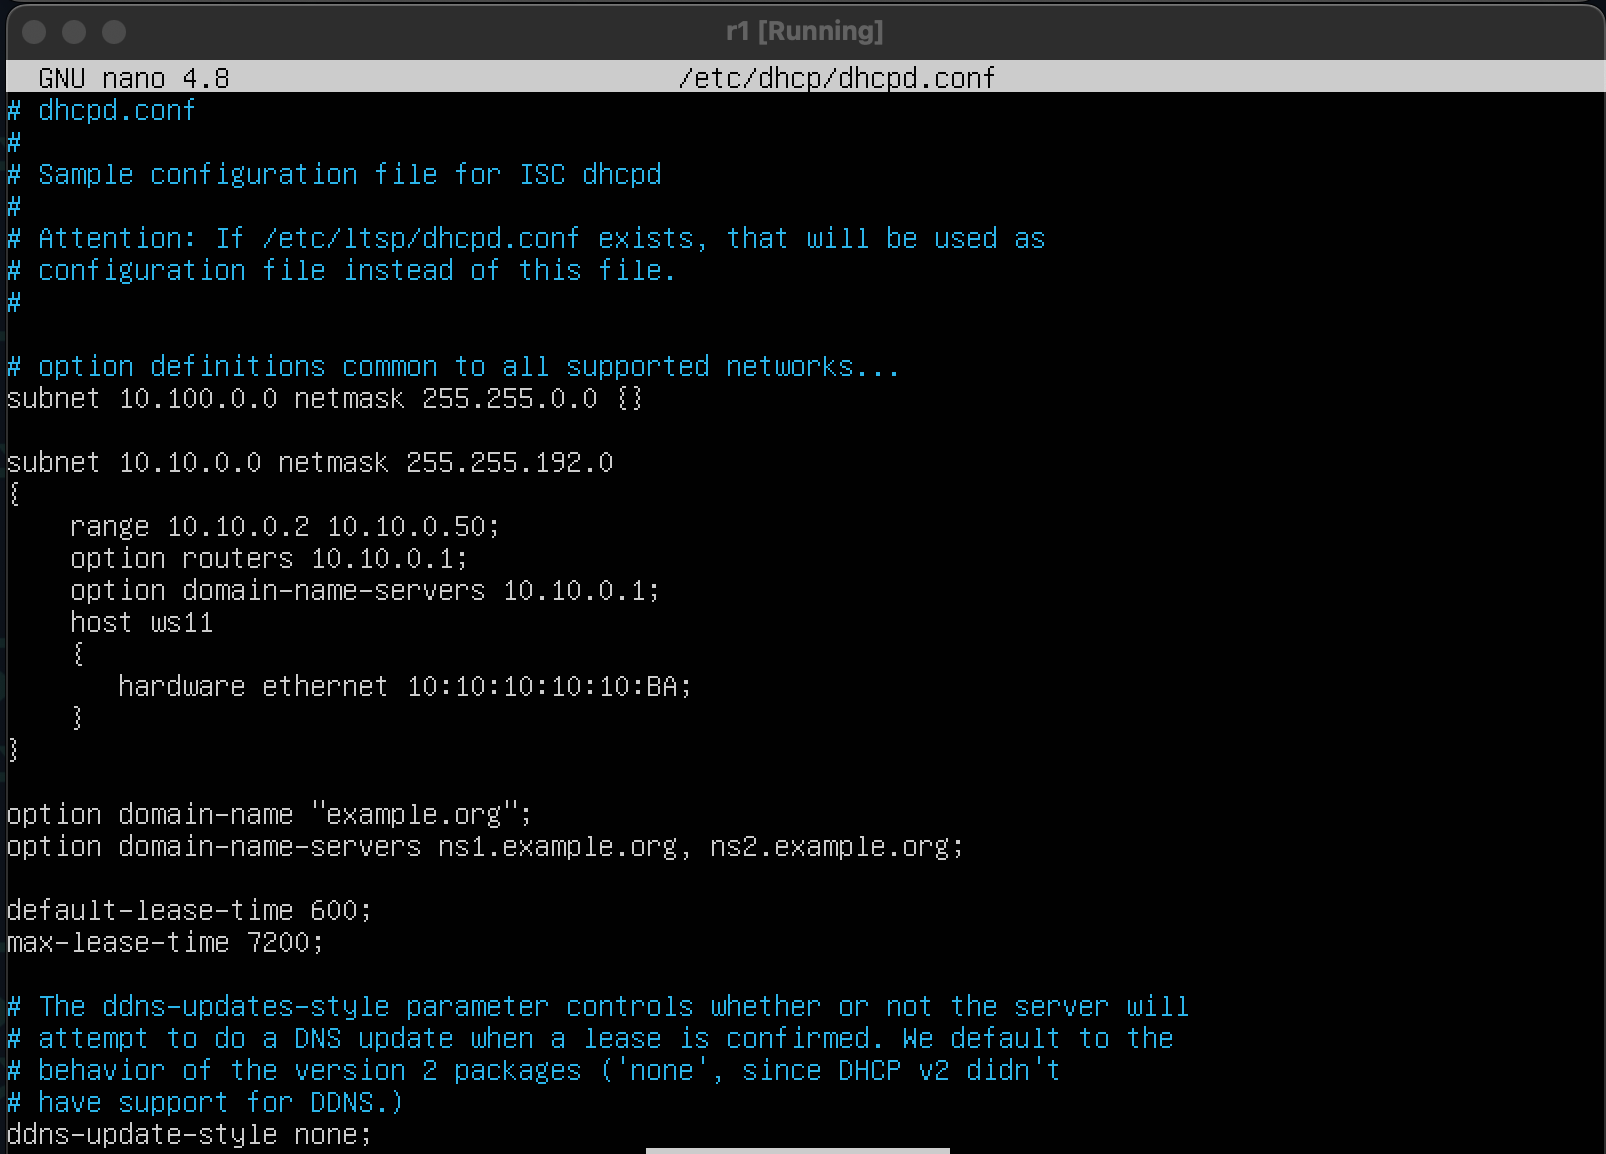 r1 [Running]
GNU nano 4.8 /etc/dhcp/dhcpd.conf
# dhcpd.conf
#
# Sample configuration file for ISC dhcpd
#
# Attention: If /etc/ltsp/dhcpd.conf exists, that will be used as
# configuration file instead of this file.
#
# option definitions common to all supported networks...
subnet 10.100.0.0 netmask 255.255.0.0 {}
subnet 10.10.0.0 netmask 255.255.192.0
{
range 10.10.0.2 10.10.0.50;
option routers 10.10.0.1;
option domain-name-servers 10.10.0.1;
host ws11
{
hardware ethernet 10:10:10:10:10:BA;
}
}
option domain-name "example.org";
option domain-name-servers ns1.example.org, ns2.example.org;
default-lease-time 600;
max-lease-time 7200;
# The ddns-updates-style parameter controls whether or not the server will
# attempt to do a DNS update when a lease is confirmed. We default to the
# behavior of the version 2 packages ('none', since DHCP v2 didn't
# have support for DDNS.)
ddns-update-style none;